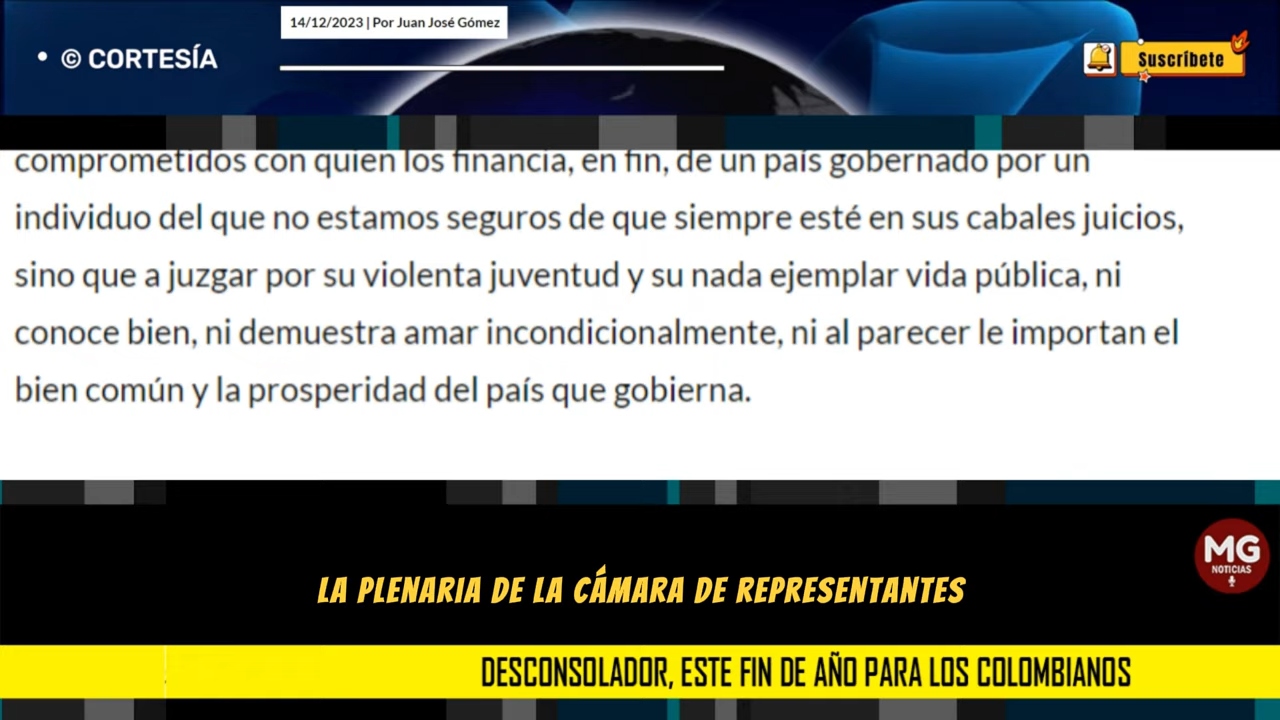 14/12/2023 | Por Juan José Gómez
• © CORTESÍA
Suscríbete
comprometidos con quien los financia, en fin, de un país gobernado por un
individuo del que no estamos seguros de que siempre esté en sus cabales juicios,
sino que a juzgar por su violenta juventud y su nada ejemplar vida pública, ni
conoce bien, ni demuestra amar incondicionalmente, ni al parecer le importan el
bien común y la prosperidad del país que gobierna.
MG
NOTICIAS
LA PLENARIA DE LA CÁMARA DE REPRESENTANTES
DESCONSOLADOR, ESTE FIN DE AÑO PARA LOS COLOMBIANOS